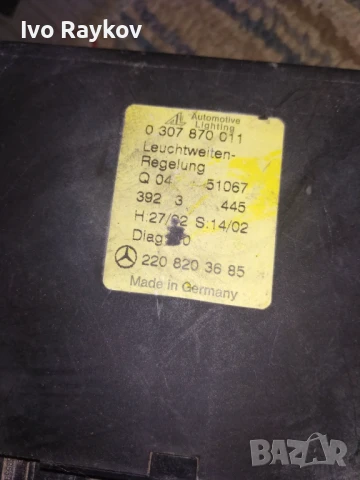 Ivo Raykov
Automotive
Lighting
0 307 870 011
Leuchtweiten-
Regelung
Q 04 51067
392 3 445
H:27/02 S:14/02
Diag:
220 820 36 85
Made in Germany
BAZAR